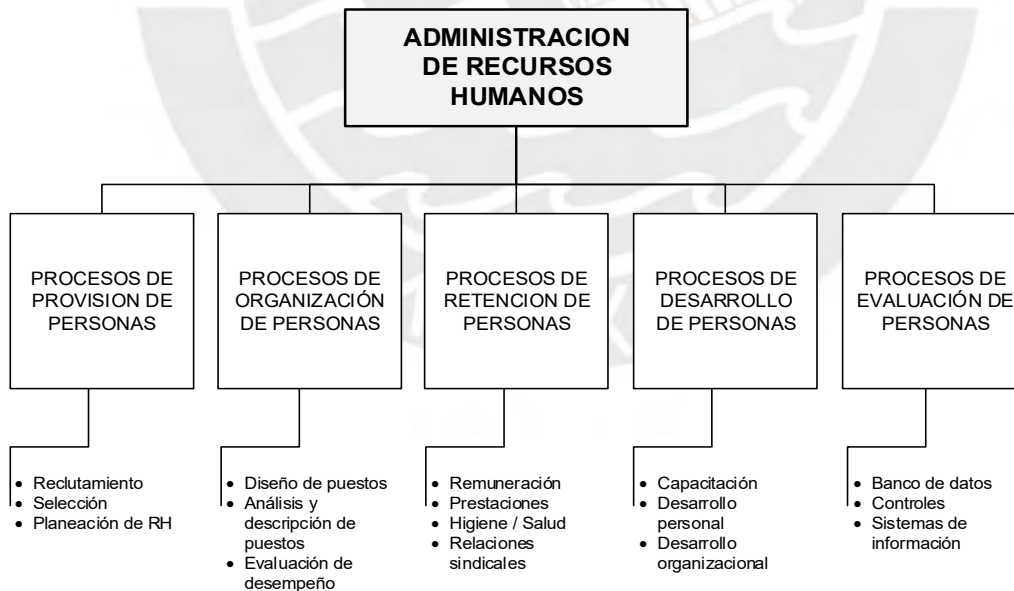 ADMINISTRACION
DE RECURSOS
HUMANOS
PROCESOS DE
PROVISION DE
PERSONAS
PROCESOS DE
ORGANIZACIÓN
DE PERSONAS
PROCESOS DE
RETENCION DE
PERSONAS
PROCESOS DE
DESARROLLO
DE PERSONAS
PROCESOS DE
EVALUACIÓN DE
PERSONAS
• Reclutamiento
• Selección
• Planeación de RH
• Diseño de puestos
• Análisis y
descripción de
puestos
• Evaluación de
desempeño
• Remuneración
• Prestaciones
• Higiene / Salud
• Relaciones
sindicales
• Capacitación
• Desarrollo
personal
• Desarrollo
organizacional
• Banco de datos
• Controles
• Sistemas de
información